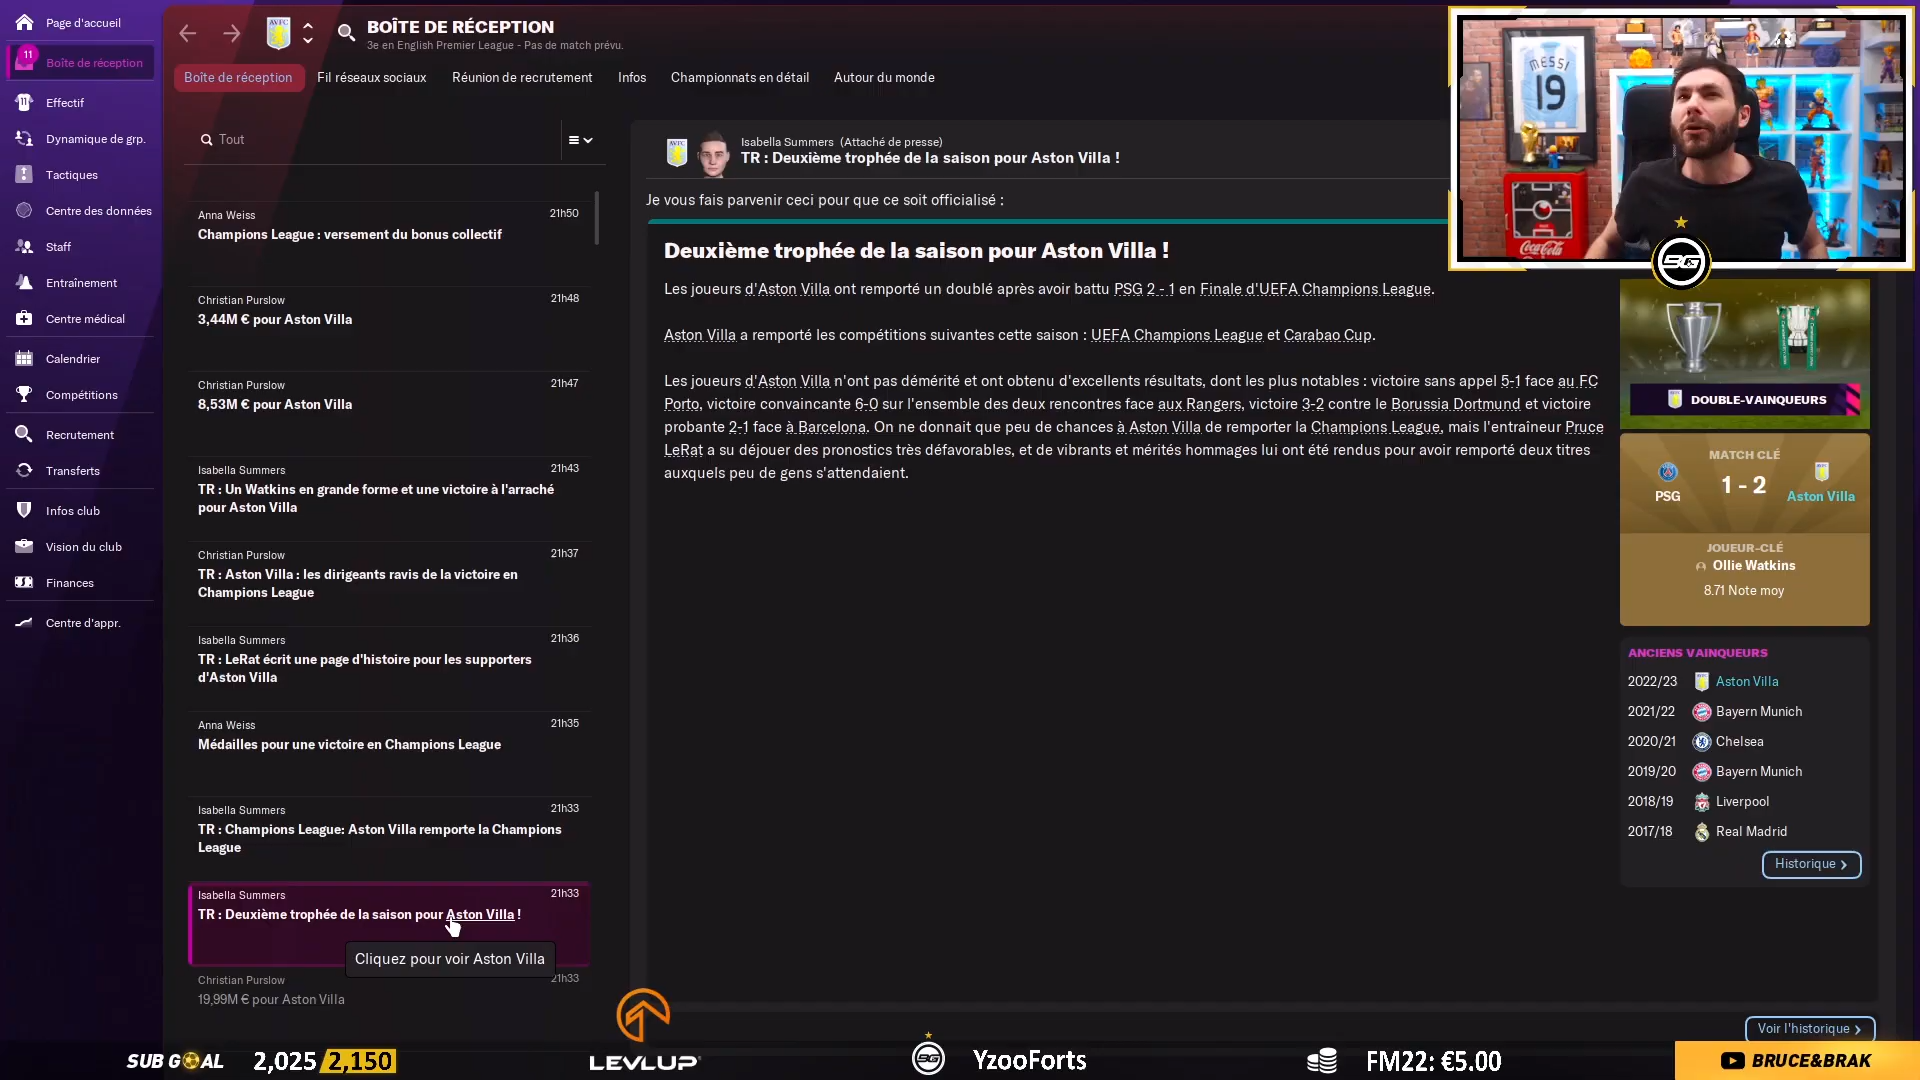 Page d'accueil
11
Boîte de réception
Effectif
Dynamique de grp.
Tactiques
Centre des données
Staff
Entraînement
Centre médical
Calendrier
Compétitions
Recrutement
Transferts
Infos club
Vision du club
Finances
Centre d'appr.
BOÎTE DE RÉCEPTION
3e en English Premier League - Pas de match prévu.
Boîte de réception
Fil réseaux sociaux
Réunion de recrutement
Infos
Championnats en détail
Autour du monde
Tout
Anna Weiss
21h50
Champions League : versement du bonus collectif
Christian Purslow
21h48
3,44M € pour Aston Villa
Christian Purslow
21h47
8,53M € pour Aston Villa
Isabella Summers
21h43
TR : Un Watkins en grande forme et une victoire à l'arraché
pour Aston Villa
Christian Purslow
21h37
TR : Aston Villa : les dirigeants ravis de la victoire en
Champions League
Isabella Summers
21h36
TR : LeRat écrit une page d'histoire pour les supporters
d'Aston Villa
Anna Weiss
21h35
Médailles pour une victoire en Champions League
Isabella Summers
21h33
TR : Champions League: Aston Villa remporte la Champions
League
Isabella Summers
21h33
TR : Deuxième trophée de la saison pour Aston Villa !
Cliquez pour voir Aston Villa
Christian Purslow
21h33
19,99M € pour Aston Villa
Isabella Summers (Attaché de presse)
TR : Deuxième trophée de la saison pour Aston Villa !
Je vous fais parvenir ceci pour que ce soit officialisé :
Deuxième trophée de la saison pour Aston Villa !
Les joueurs d'Aston Villa ont remporté un doublé après avoir battu PSG 2 - 1 en Finale d'UEFA Champions League.
Aston Villa a remporté les compétitions suivantes cette saison : UEFA Champions League et Carabao Cup.
Les joueurs d'Aston Villa n'ont pas démérité et ont obtenu d'excellents résultats, dont les plus notables : victoire sans appel 5-1 face au FC
Porto, victoire convaincante 6-0 sur l'ensemble des deux rencontres face aux Rangers, victoire 3-2 contre le Borussia Dortmund et victoire
probante 2-1 face à Barcelona. On ne donnait que peu de chances à Aston Villa de remporter la Champions League, mais l'entraîneur Pruce
LeRat a su déjouer des pronostics très défavorables, et de vibrants et mérités hommages lui ont été rendus pour avoir remporté deux titres
auxquels peu de gens s'attendaient.
MESSI
19
Coca-Cola
DOUBLE-VAINQUEURS
MATCH CLÉ
PSG
1 - 2
Aston Villa
JOUEUR-CLÉ
Ollie Watkins
8.71 Note moy
ANCIENS VAINQUEURS
2022/23 Aston Villa
2021/22 Bayern Munich
2020/21 Chelsea
2019/20 Bayern Munich
2018/19 Liverpool
2017/18 Real Madrid
Historique
Voir l'historique
SUB GOAL
2,025/2,150
LEVLUP
YzooForts
FM22: €5.00
BRUCE&BRAK